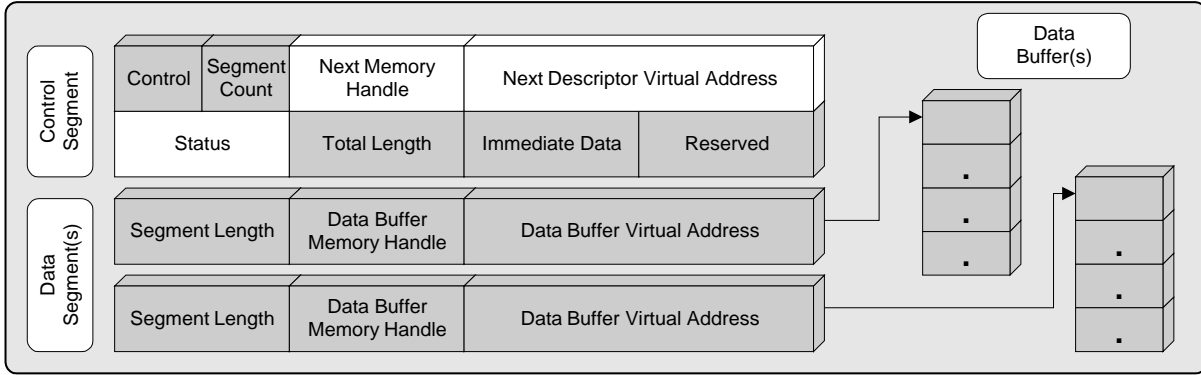 Control
Segment
Control
Segment
Count
Next Memory
Handle
Next Descriptor Virtual Address
Status
Total Length
Immediate Data
Reserved
Data
Segment(s)
Segment Length
Data Buffer
Memory Handle
Data Buffer Virtual Address
Segment Length
Data Buffer
Memory Handle
Data Buffer Virtual Address
Data
Buffer(s)
.
.
.
.
.
.